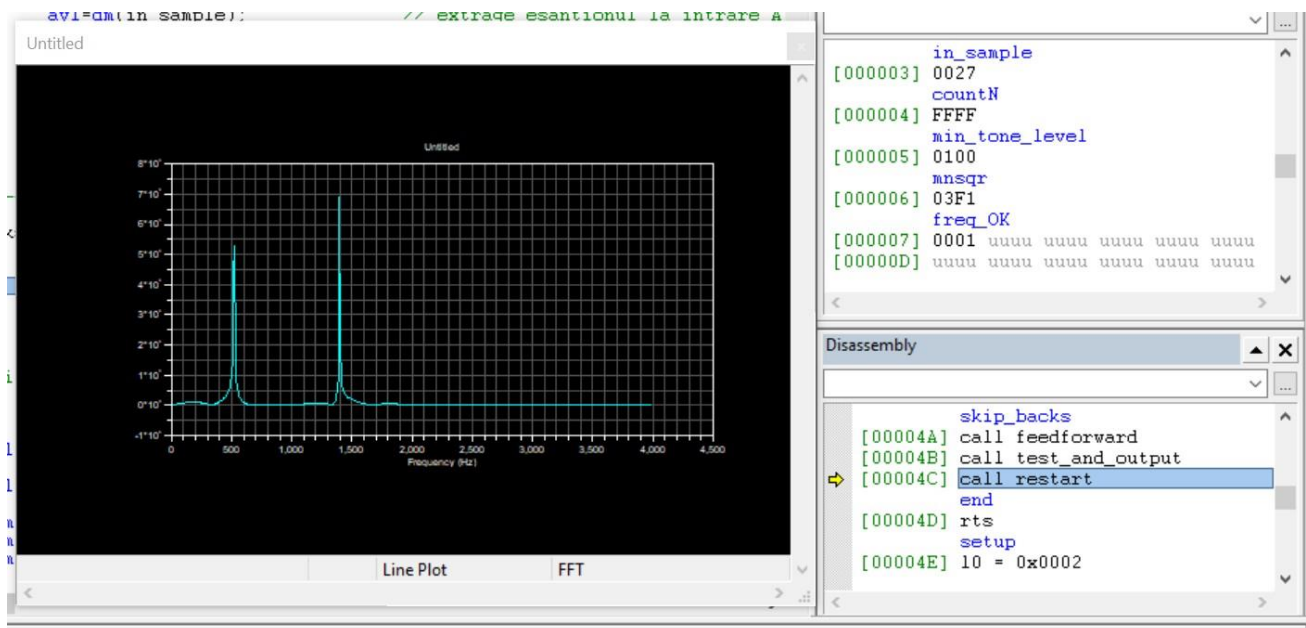 ay1=dm(in_sample); // extrage esantionul la intrare A
Untitled
Untitled
8*10
7*10
6*10
5*10
4*10
3*10
2*10
1*10
0*10
-1*10
0 500 1,000 1,500 2,000 2,500 3,000 3,500 4,000 4,500
Frequency (Hz)
Line Plot FFT
in_sample
[000003] 0027
countN
[000004] FFFF
min_tone_level
[000005] 0100
mnsqr
[000006] 03F1
freq_OK
[000007] 0001 uuuu uuuu uuuu uuuu uuuu
[00000D] uuuu uuuu uuuu uuuu uuuu uuuu
Disassembly
skip_backs
[00004A] call feedforward
[00004B] call test_and_output
[00004C] call restart
end
[00004D] rts
setup
[00004E] l0 = 0x0002